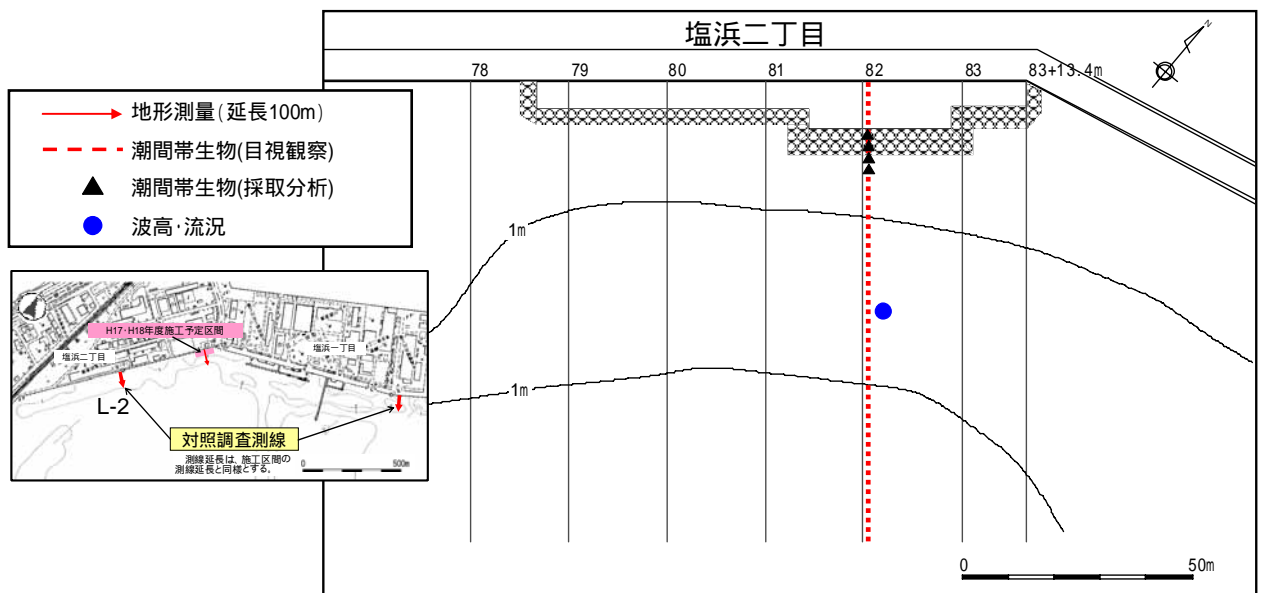 塩浜二丁目
N
78 79 80 81 82 83 83+13.4m
地形測量(延長100m)
潮間帯生物(目視観察)
潮間帯生物(採取分析)
波高・流況
1m
1m
H17・H18年度施工予定区間
塩浜二丁目
塩浜一丁目
L-2
対照調査測線
測線延長は、施工区間の
測線延長と同様とする。
0 500m
0 50m